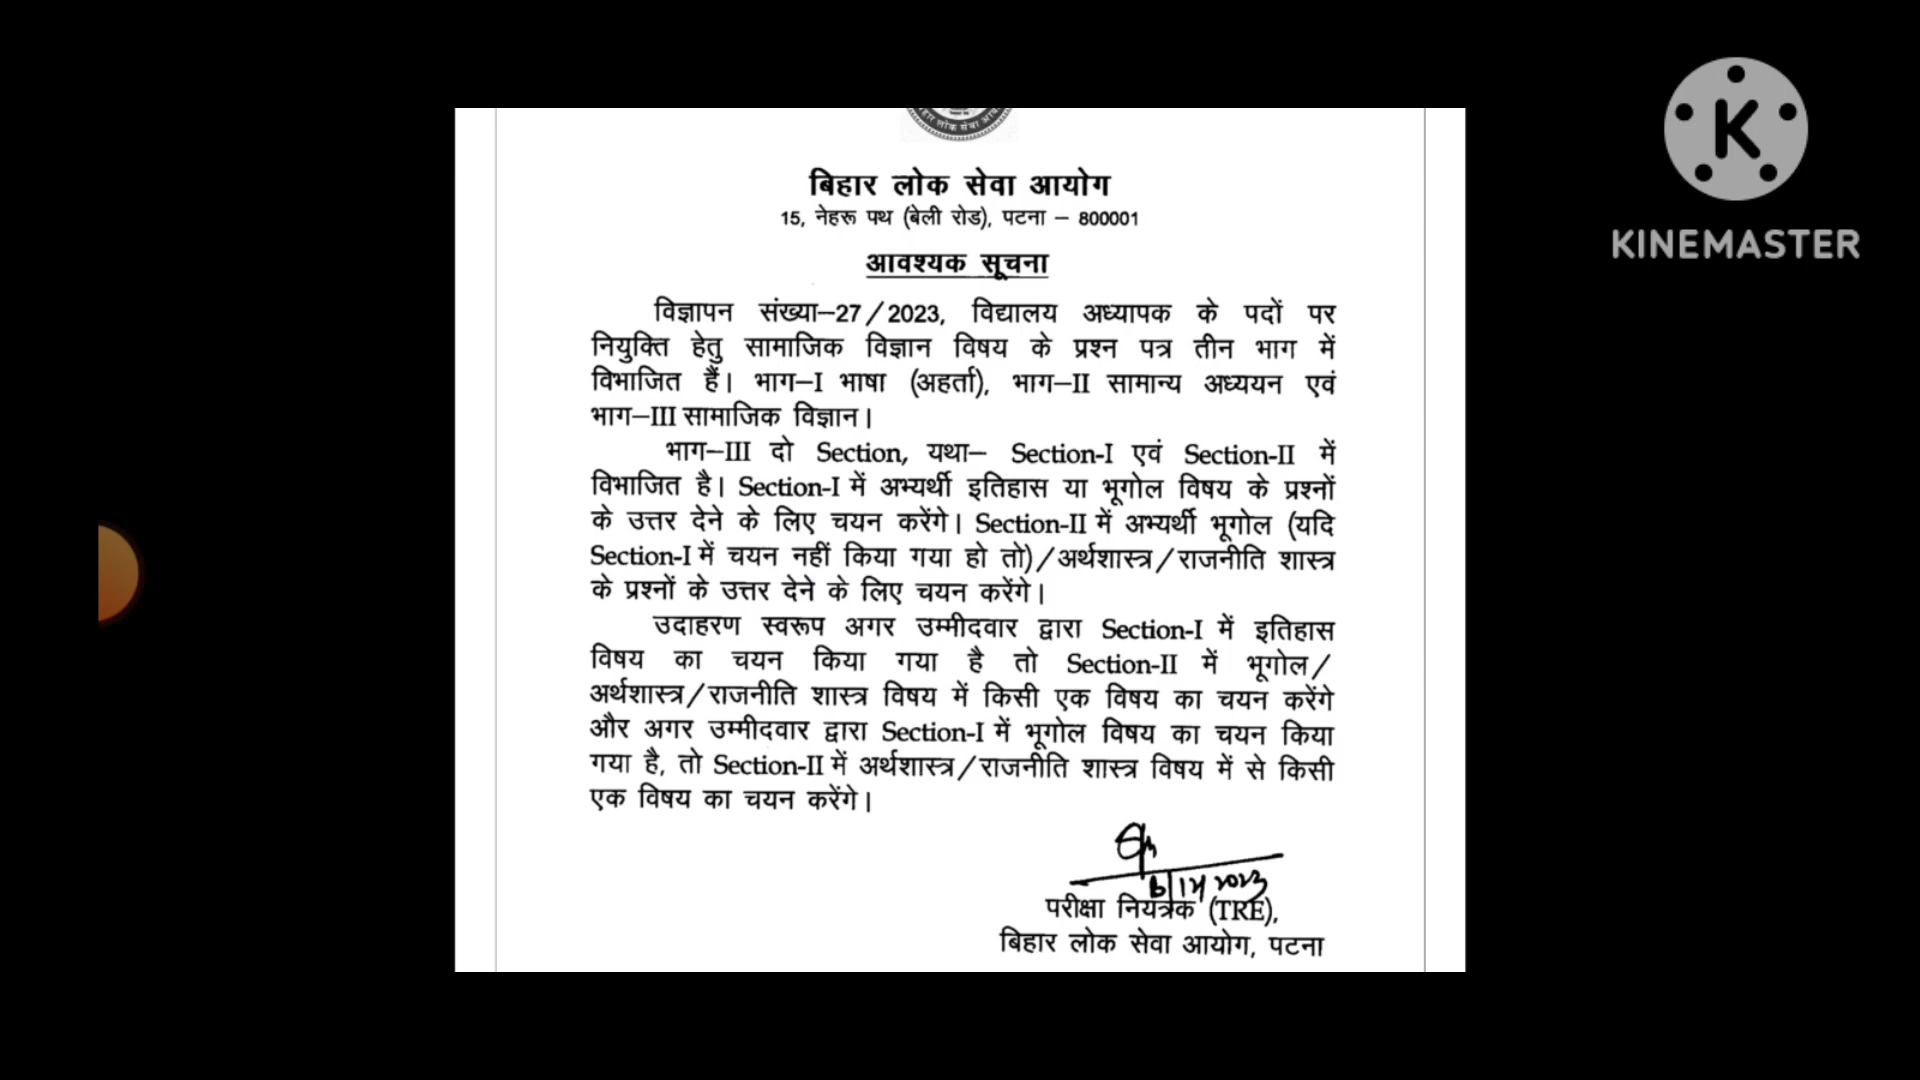 बिहार लोक सेवा आयोग
15, नेहरू पथ (बेली रोड), पटना – 800001
आवश्यक सूचना
विज्ञापन संख्या–27/2023, विद्यालय अध्यापक के पदों पर
नियुक्ति हेतु सामाजिक विज्ञान विषय के प्रश्न पत्र तीन भाग में
विभाजित हैं। भाग–I भाषा (अहर्ता), भाग–II सामान्य अध्ययन एवं
भाग–III सामाजिक विज्ञान।
भाग–III दो Section, यथा– Section-I एवं Section-II में
विभाजित है। Section-I में अभ्यर्थी इतिहास या भूगोल विषय के प्रश्नों
के उत्तर देने के लिए चयन करेंगे। Section-II में अभ्यर्थी भूगोल (यदि
Section-I में चयन नहीं किया गया हो तो)/अर्थशास्त्र/राजनीति शास्त्र
के प्रश्नों के उत्तर देने के लिए चयन करेंगे।
उदाहरण स्वरूप अगर उम्मीदवार द्वारा Section-I में इतिहास
विषय का चयन किया गया है तो Section-II में भूगोल/
अर्थशास्त्र/राजनीति शास्त्र विषय में किसी एक विषय का चयन करेंगे
और अगर उम्मीदवार द्वारा Section-I में भूगोल विषय का चयन किया
गया है, तो Section-II में अर्थशास्त्र/राजनीति शास्त्र विषय में से किसी
एक विषय का चयन करेंगे।
परीक्षा नियंत्रक (TRE),
बिहार लोक सेवा आयोग, पटना
K
KINEMASTER